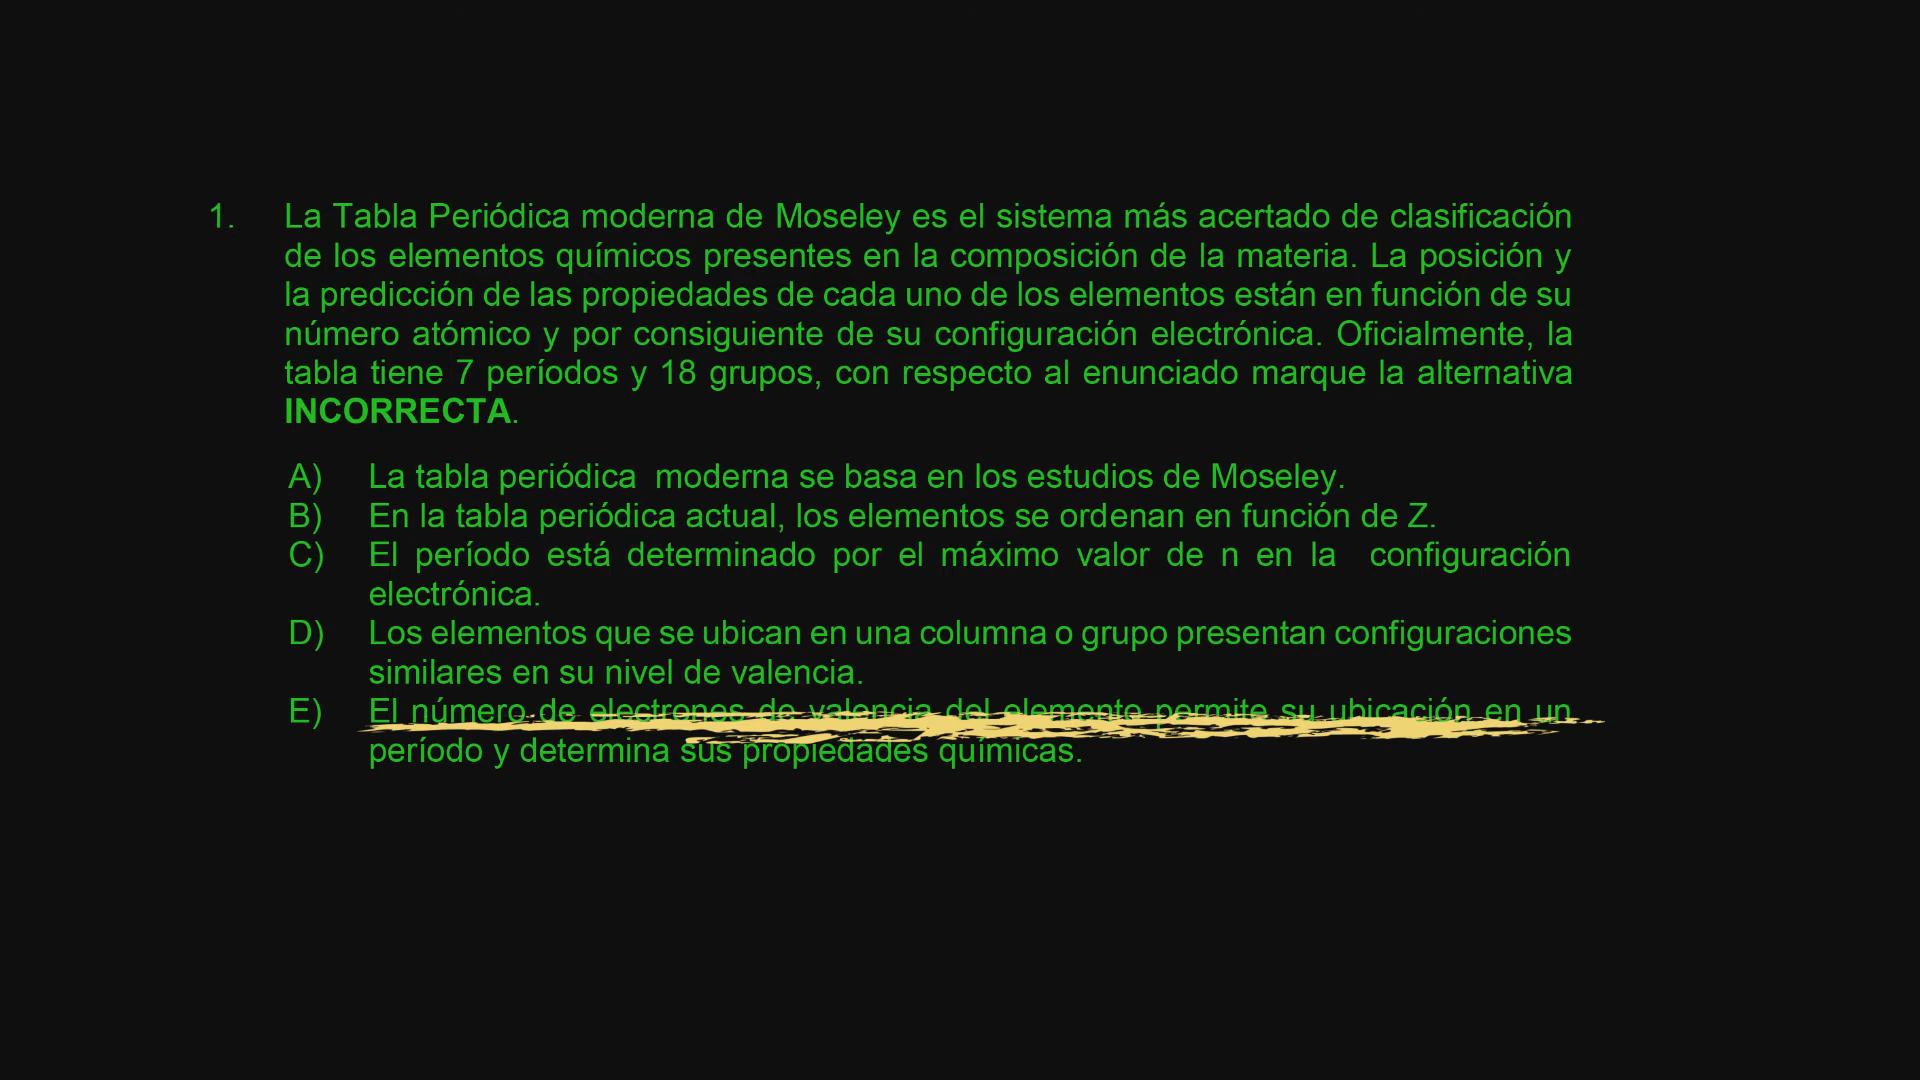 1. La Tabla Periódica moderna de Moseley es el sistema más acertado de clasificación
de los elementos químicos presentes en la composición de la materia. La posición y
la predicción de las propiedades de cada uno de los elementos están en función de su
número atómico y por consiguiente de su configuración electrónica. Oficialmente, la
tabla tiene 7 períodos y 18 grupos, con respecto al enunciado marque la alternativa
INCORRECTA.
A) La tabla periódica moderna se basa en los estudios de Moseley.
B) En la tabla periódica actual, los elementos se ordenan en función de Z.
C) El período está determinado por el máximo valor de n en la configuración
electrónica.
D) Los elementos que se ubican en una columna o grupo presentan configuraciones
similares en su nivel de valencia.
E) El número de electrones de valencia del elemento permite su ubicación en un
período y determina sus propiedades químicas.